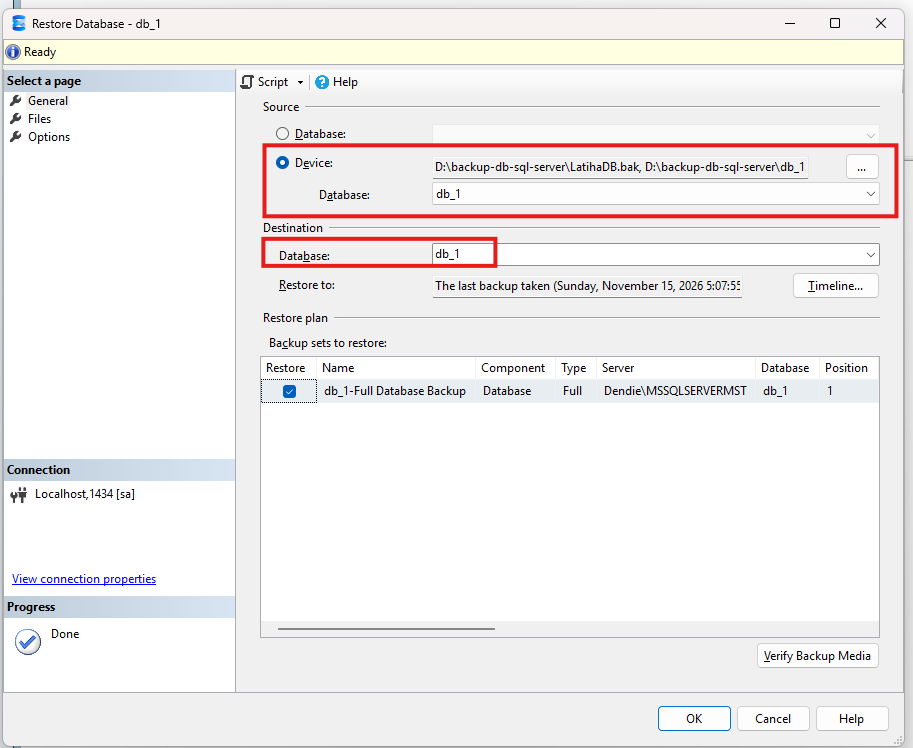 Restore Database - db_1
Ready
Select a page
General
Files
Options
Script
Help
Source
Database:
Device:
D:\backup-db-sql-server\LatihaDB.bak, D:\backup-db-sql-server\db_1
...
Database:
db_1
Destination
Database:
db_1
Restore to:
The last backup taken (Sunday, November 15, 2026 5:07:55
Timeline...
Restore plan
Backup sets to restore:
Restore Name Component Type Server Database Position
db_1-Full Database Backup Database Full Dendie\MSSQLSERVERMST db_1 1
Connection
Localhost,1434 [sa]
View connection properties
Progress
Done
Verify Backup Media
OK Cancel Help